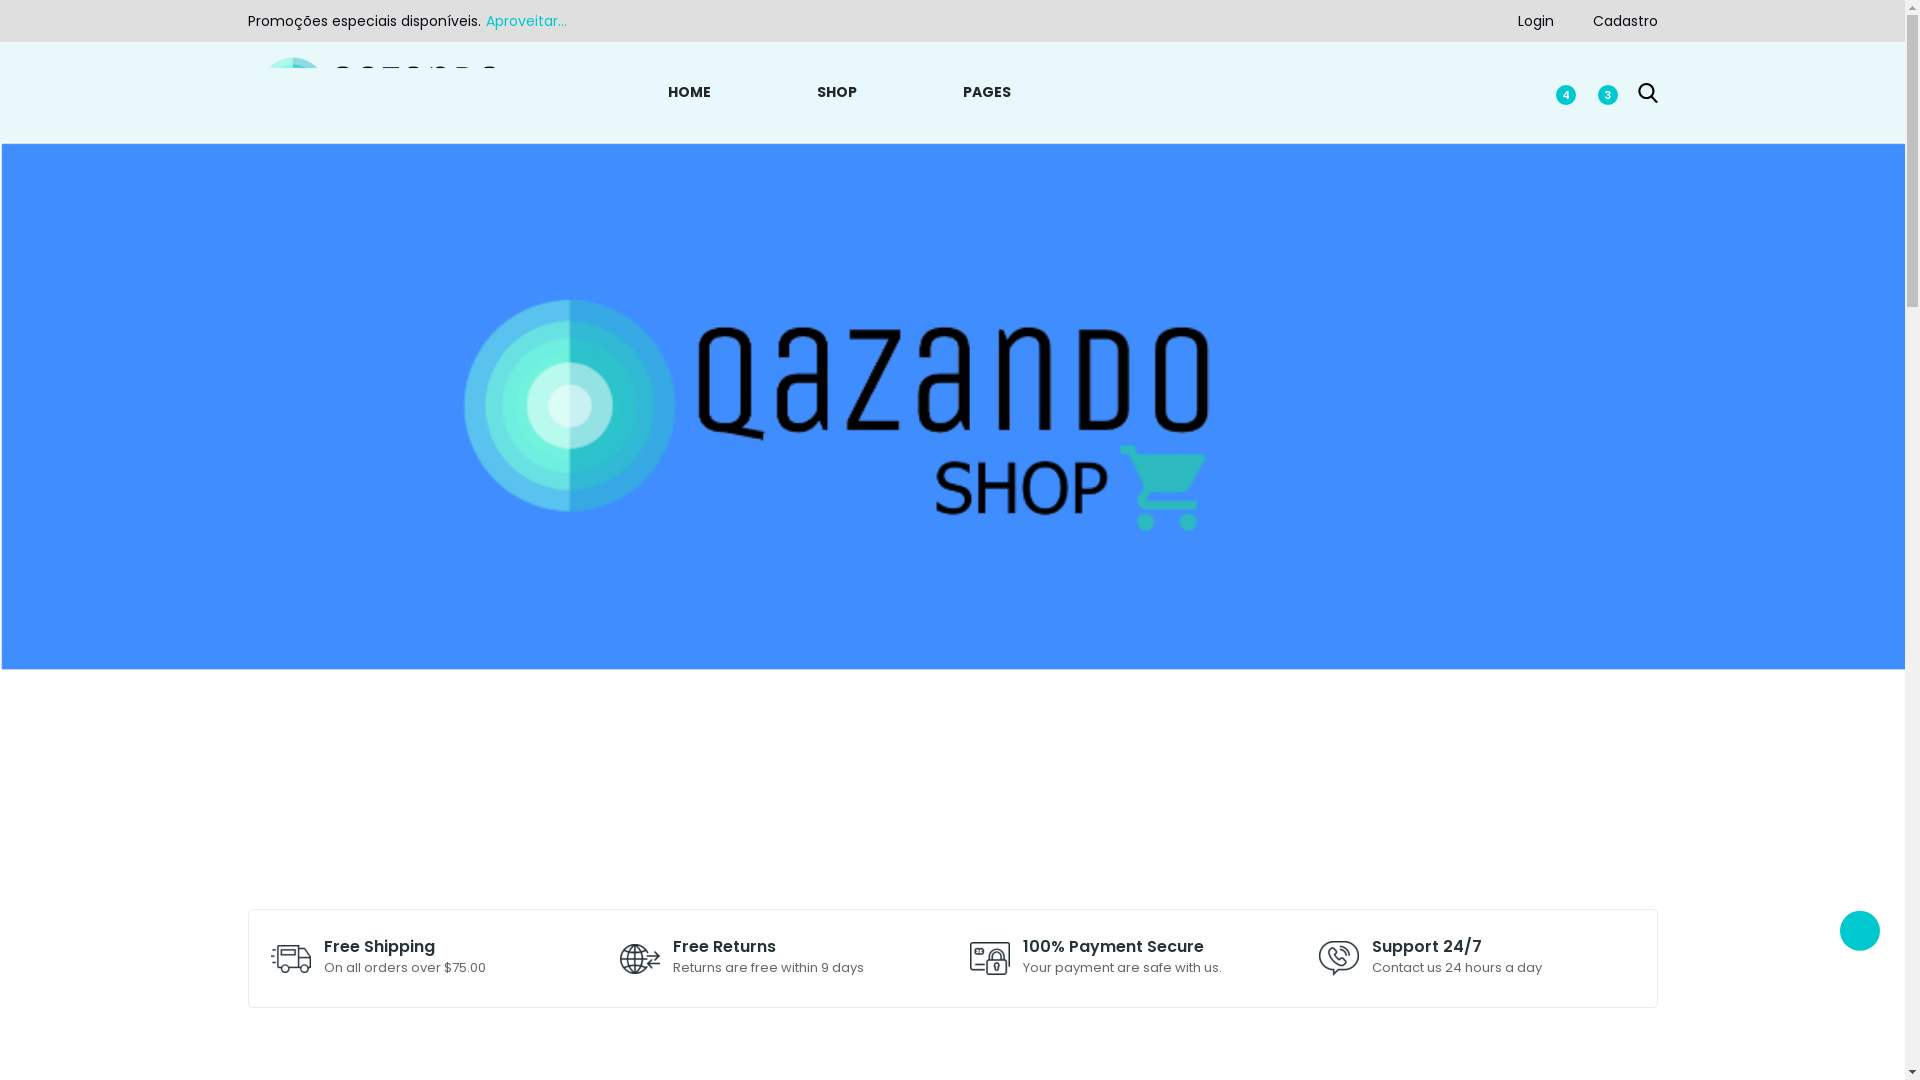 Promoções especiais disponíveis. Aproveitar...
Login
Cadastro
HOME
SHOP
PAGES
4
3
QAZANDO
SHOP
Free Shipping
On all orders over $75.00
Free Returns
Returns are free within 9 days
100% Payment Secure
Your payment are safe with us.
Support 24/7
Contact us 24 hours a day